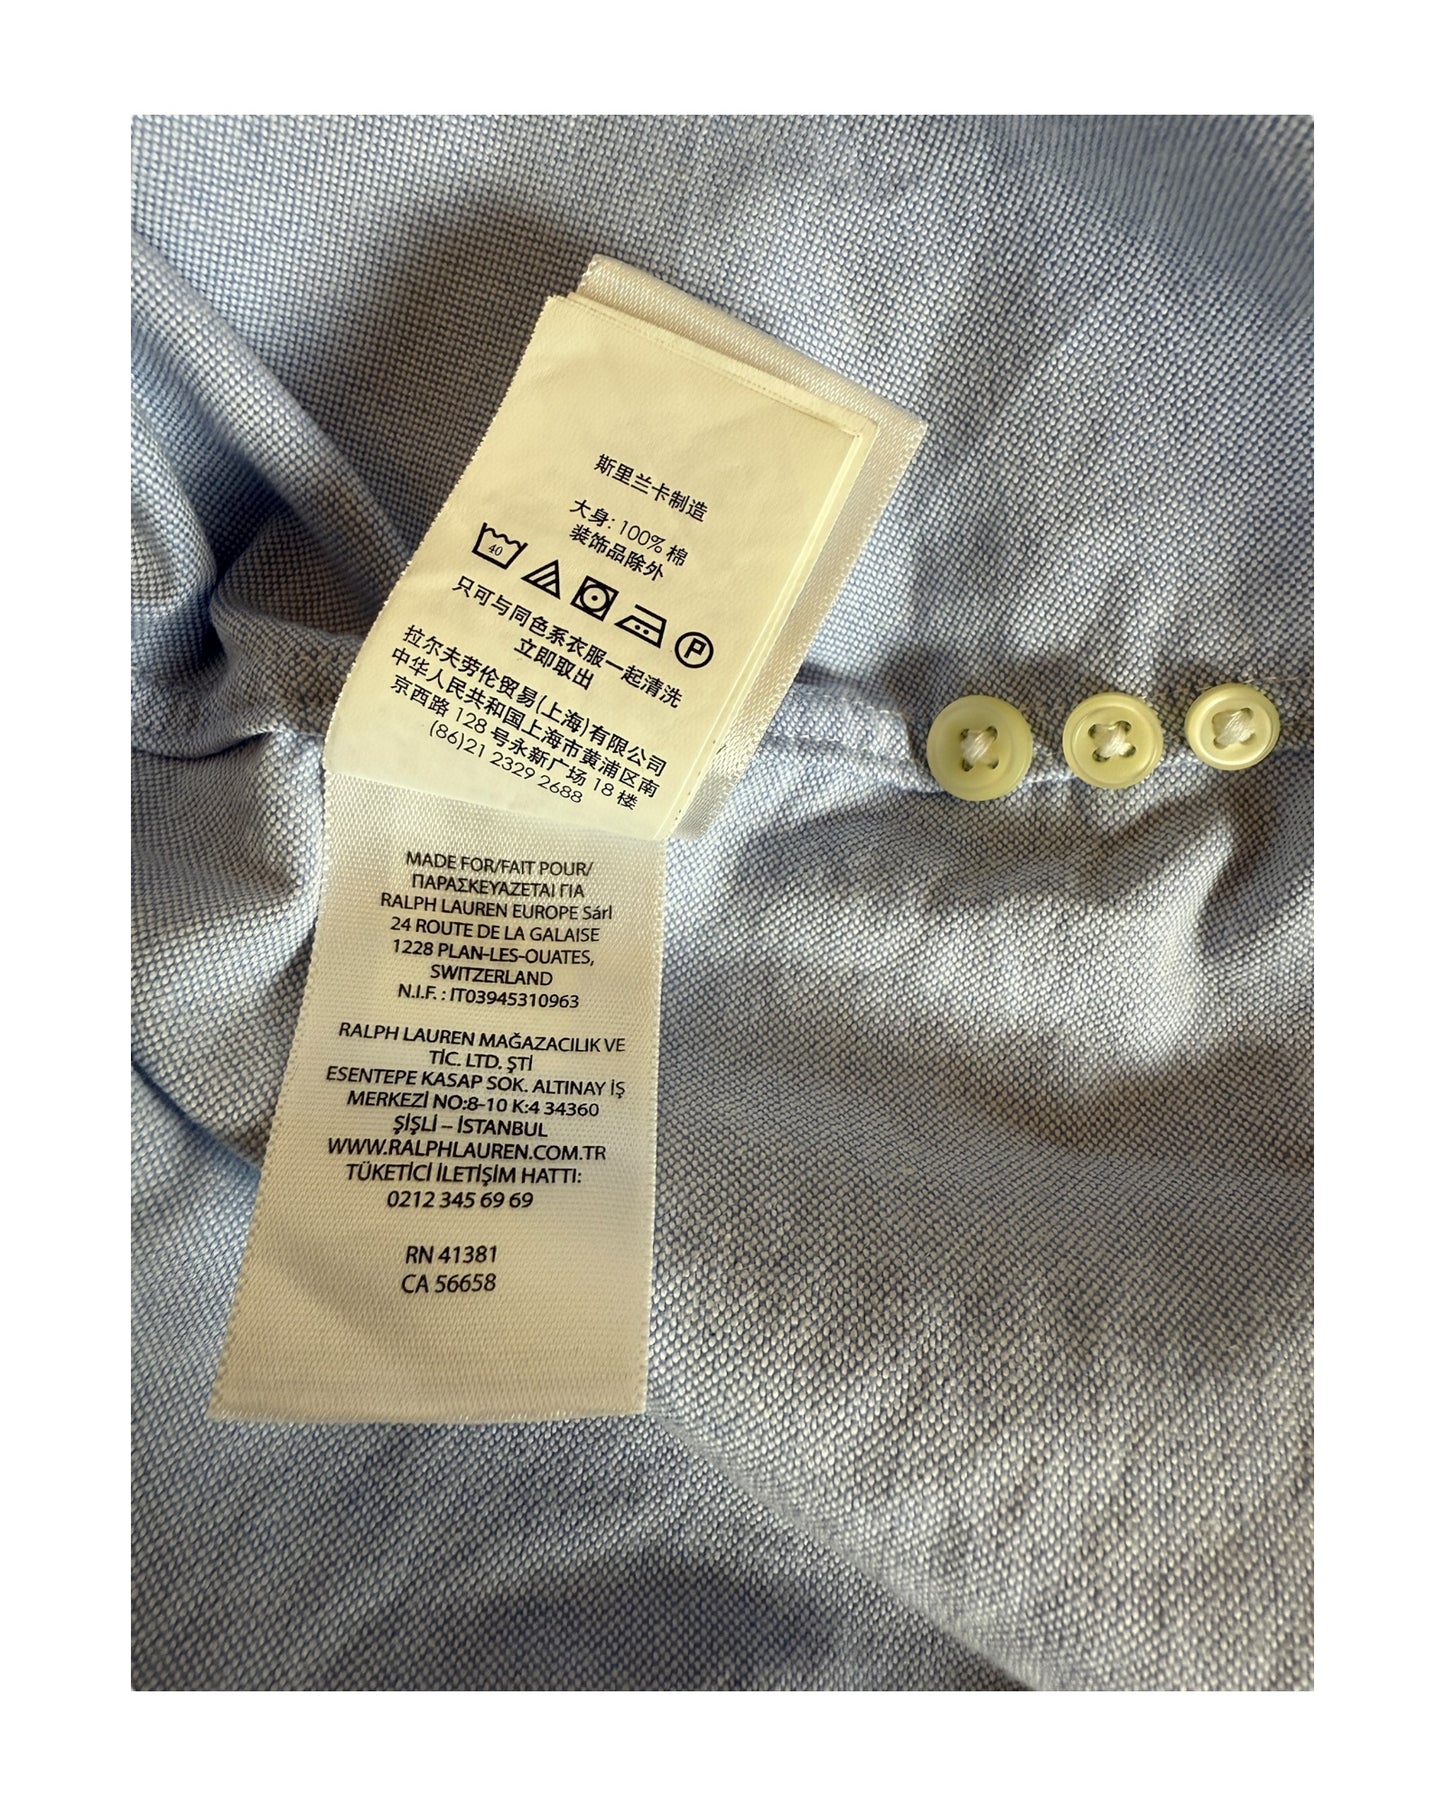 斯里兰卡制造
大身: 100% 棉
装饰品除外
40
P
只可与同色系衣服一起清洗
立即取出
拉尔夫劳伦贸易(上海)有限公司
中华人民共和国上海市黄浦区南
京西路 128 号永新广场 18 楼
(86)21 2329 2688
MADE FOR/FAIT POUR/
ΠΑΡΑΣΚΕΥΑΖΕΤΑΙ ΓΙΑ
RALPH LAUREN EUROPE Sárl
24 ROUTE DE LA GALAISE
1228 PLAN-LES-OUATES,
SWITZERLAND
N.I.F. : IT03945310963
RALPH LAUREN MAĞAZACILIK VE
TİC. LTD. ŞTİ
ESENTEPE KASAP SOK. ALTINAY İŞ
MERKEZİ NO:8-10 K:4 34360
ŞİŞLİ – İSTANBUL
WWW.RALPHLAUREN.COM.TR
TÜKETİCİ İLETİŞİM HATTI:
0212 345 69 69
RN 41381
CA 56658